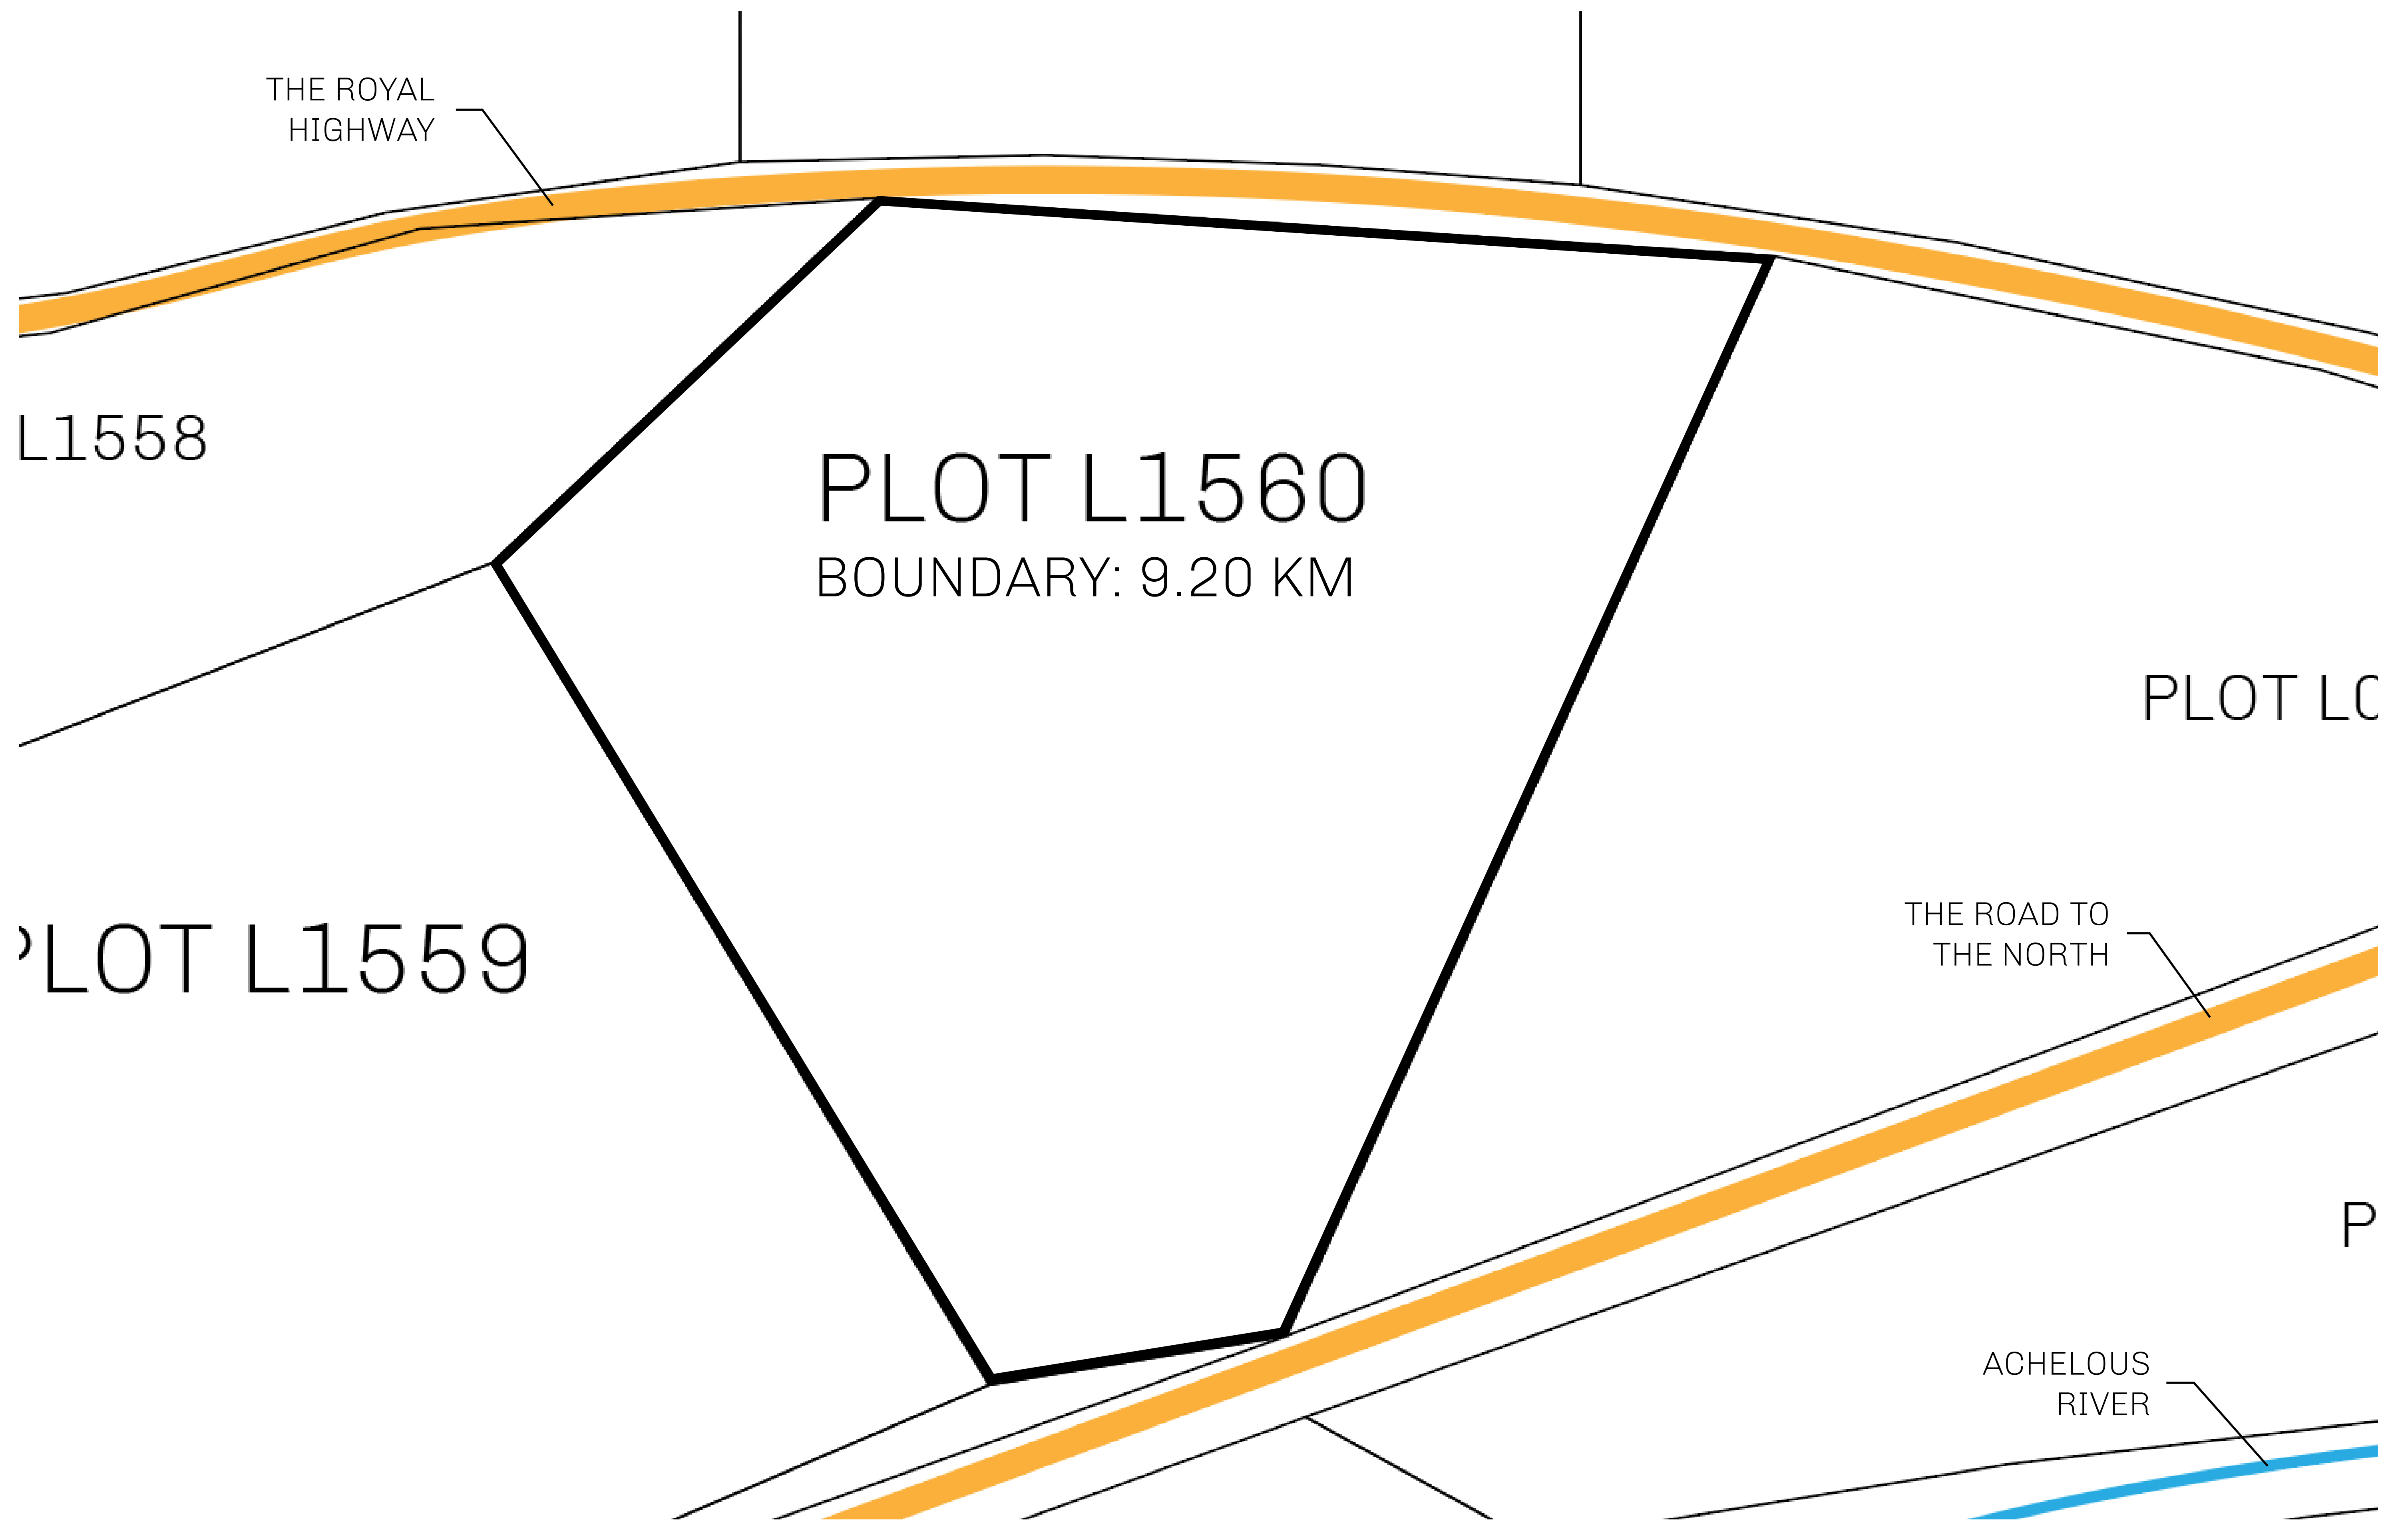 THE ROYAL
HIGHWAY
L1558
PLOT L1560
BOUNDARY: 9.20 KM
PLOT L
PLOT L1559
THE ROAD TO
THE NORTH
P
ACHELOUS
RIVER